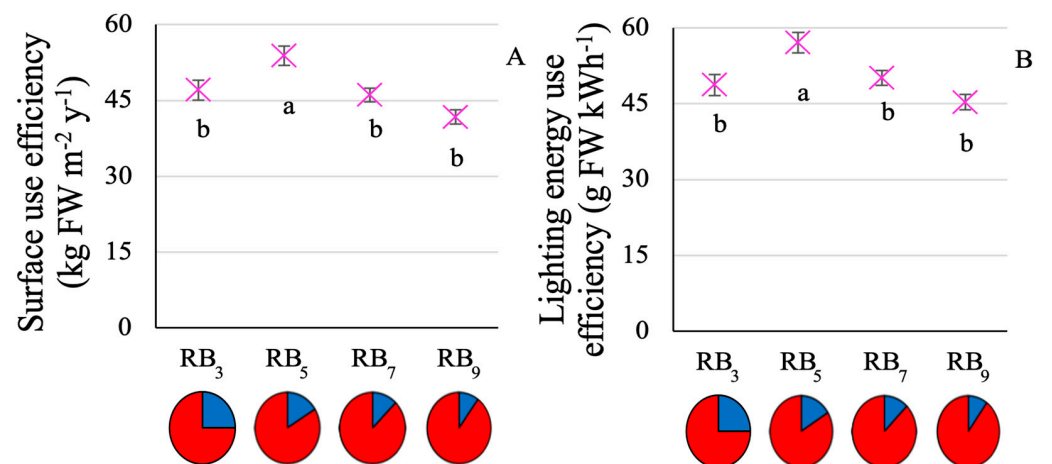 Surface use efficiency
(kg FW m⁻² y⁻¹)
60
45
30
15
0
A
b
a
b
b
RB₃ RB₅ RB₇ RB₉
Lighting energy use
efficiency (g FW kWh⁻¹)
60
45
30
15
0
B
b
a
b
b
RB₃ RB₅ RB₇ RB₉